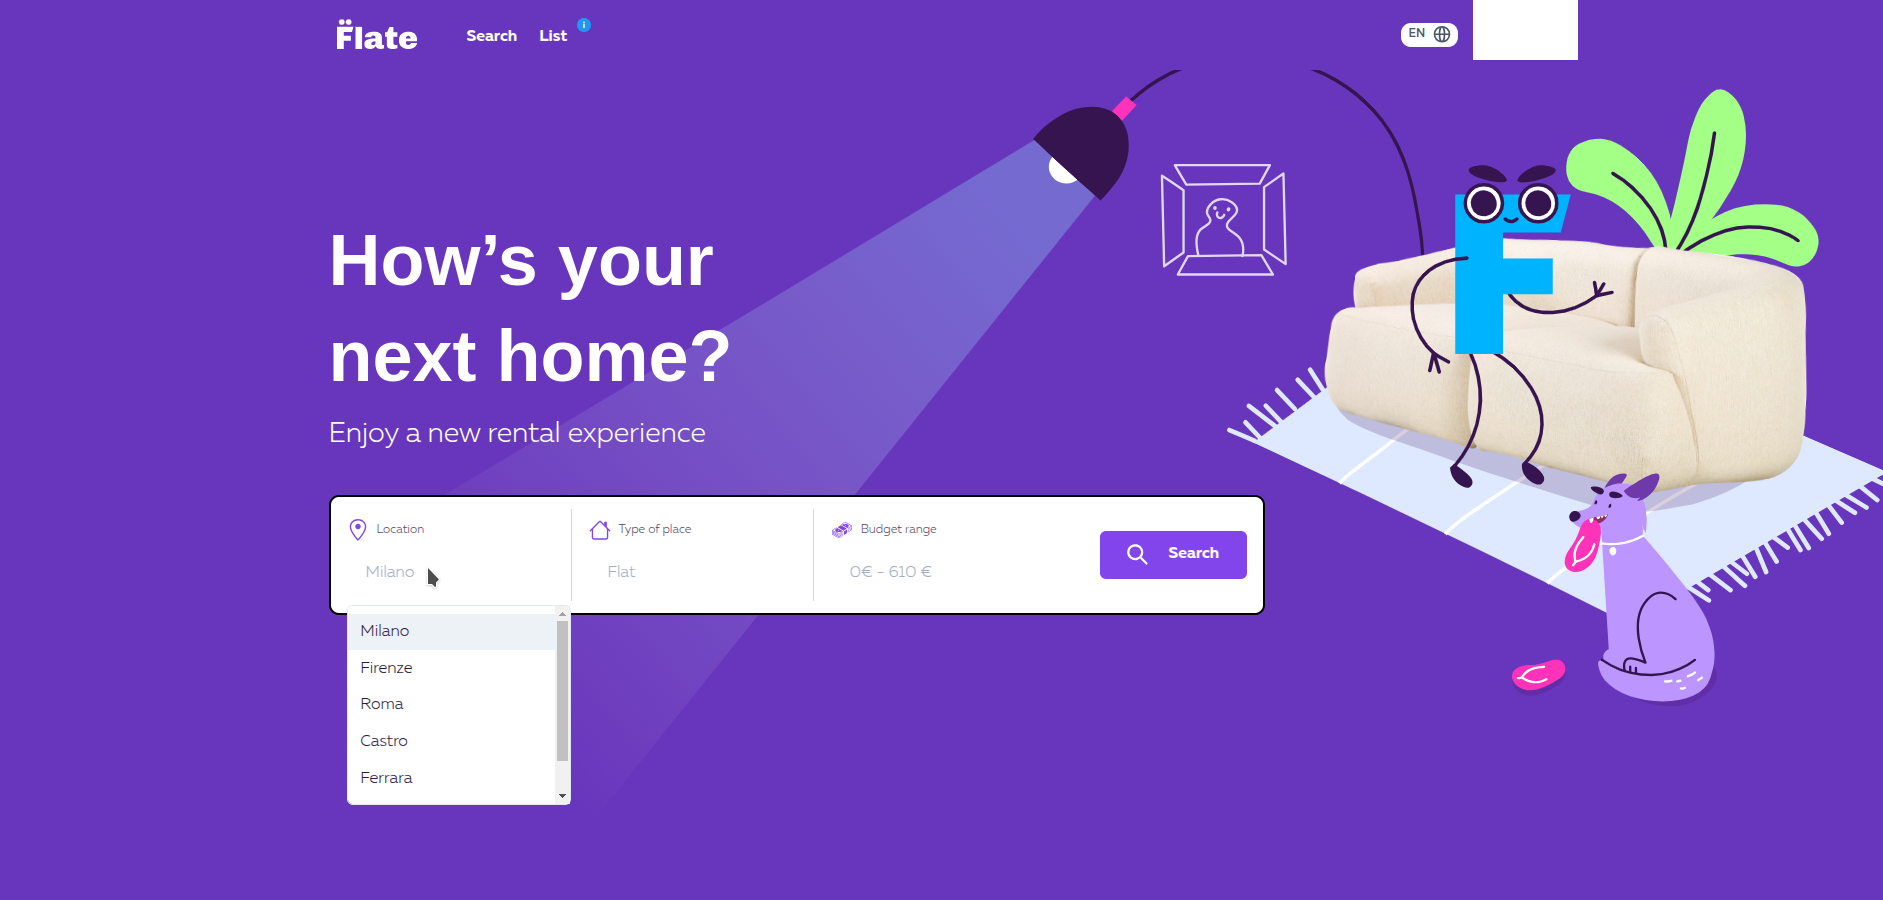 Flate
Search
List
i
EN
How’s your
next home?
Enjoy a new rental experience
Location
Type of place
Budget range
Milano
Flat
0€ - 610 €
Search
Milano
Firenze
Roma
Castro
Ferrara